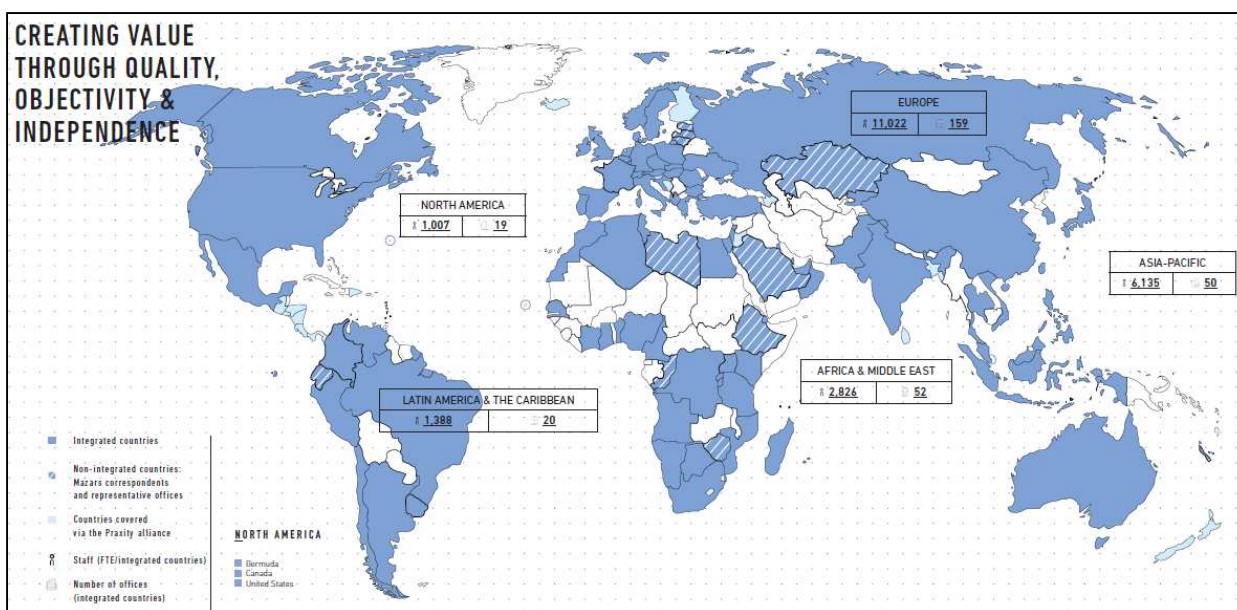 CREATING VALUE
THROUGH QUALITY,
OBJECTIVITY &
INDEPENDENCE
EUROPE
11,022 159
NORTH AMERICA
1,007 19
ASIA-PACIFIC
6,135 50
AFRICA & MIDDLE EAST
2,826 52
LATIN AMERICA & THE CARIBBEAN
1,388 20
Integrated countries
Non-integrated countries:
Mazars correspondents
and representative offices
Countries covered
via the Praxity alliance
Staff (FTE/integrated countries)
Number of offices
(integrated countries)
NORTH AMERICA
Bermuda
Canada
United States